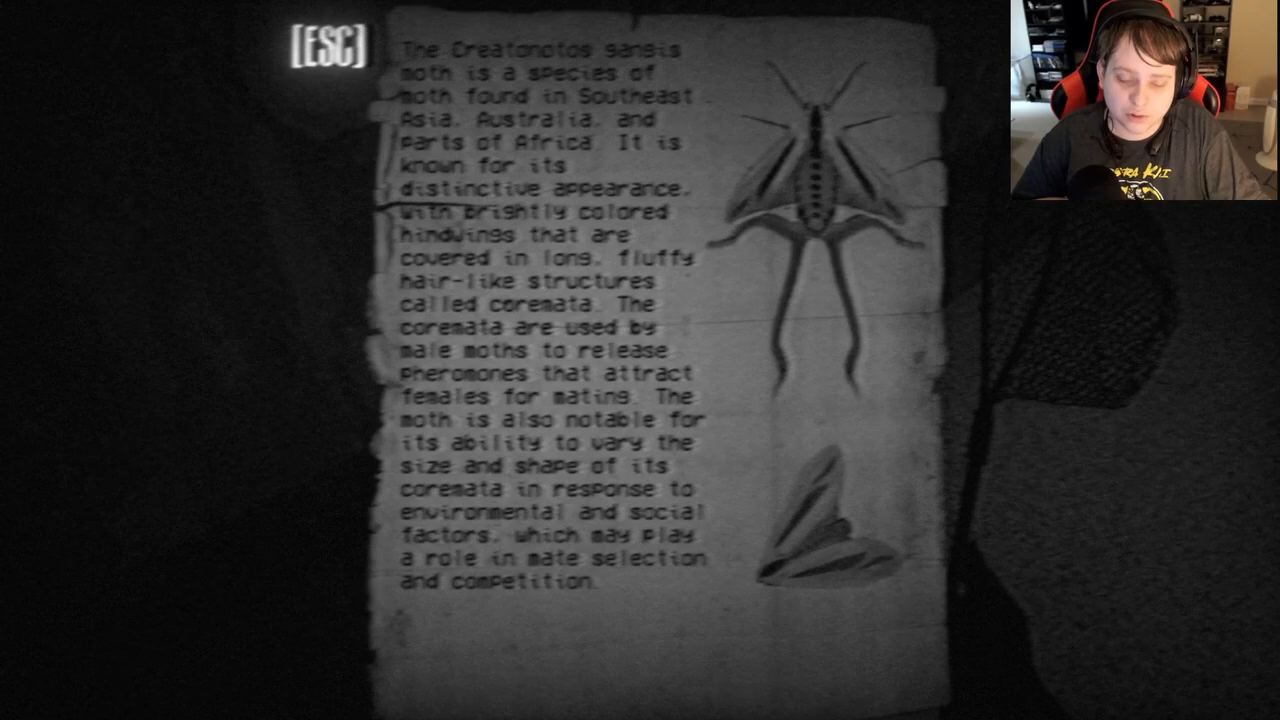 [ESC]
The Creatonotos gangis
moth is a species of
moth found in Southeast
Asia, Australia, and
parts of Africa. It is
known for its
distinctive appearance,
with brightly colored
hindwings that are
covered in long, fluffy
hair-like structures
called coremata. The
coremata are used by
male moths to release
pheromones that attract
females for mating. The
moth is also notable for
its ability to vary the
size and shape of its
coremata in response to
environmental and social
factors, which may play
a role in mate selection
and competition.